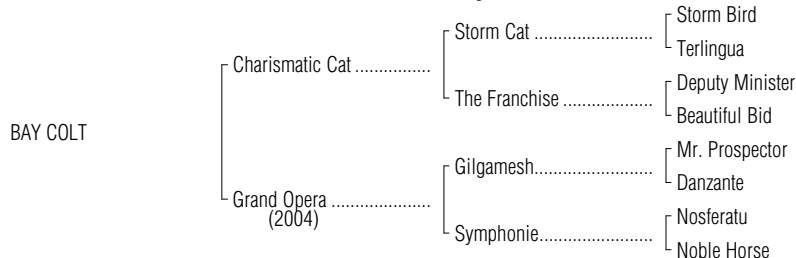 Storm Bird
Storm Cat ........................
Terlingua
Charismatic Cat ................
Deputy Minister
The Franchise ..................
Beautiful Bid
BAY COLT
Mr. Prospector
Gilgamesh........................
Danzante
Grand Opera ....................
(2004)
Nosferatu
Symphonie.......................
Noble Horse